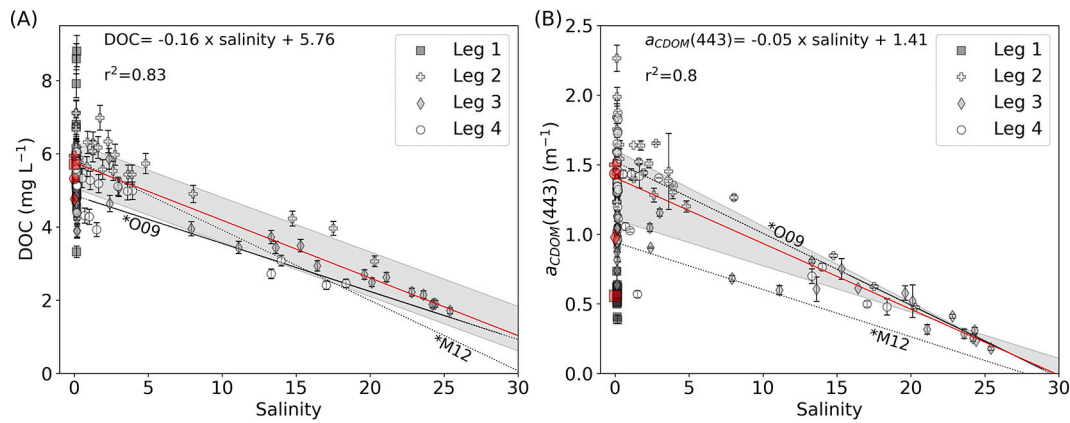 (A)
DOC= -0.16 x salinity + 5.76
r²=0.83
Leg 1
Leg 2
Leg 3
Leg 4
*O09
*M12
DOC (mg L⁻¹)
0
2
4
6
8
0
5
10
15
20
25
30
Salinity
(B)
a_CDOM(443)= -0.05 x salinity + 1.41
r²=0.8
Leg 1
Leg 2
Leg 3
Leg 4
*O09
*M12
a_CDOM(443) (m⁻¹)
0.0
0.5
1.0
1.5
2.0
2.5
0
5
10
15
20
25
30
Salinity